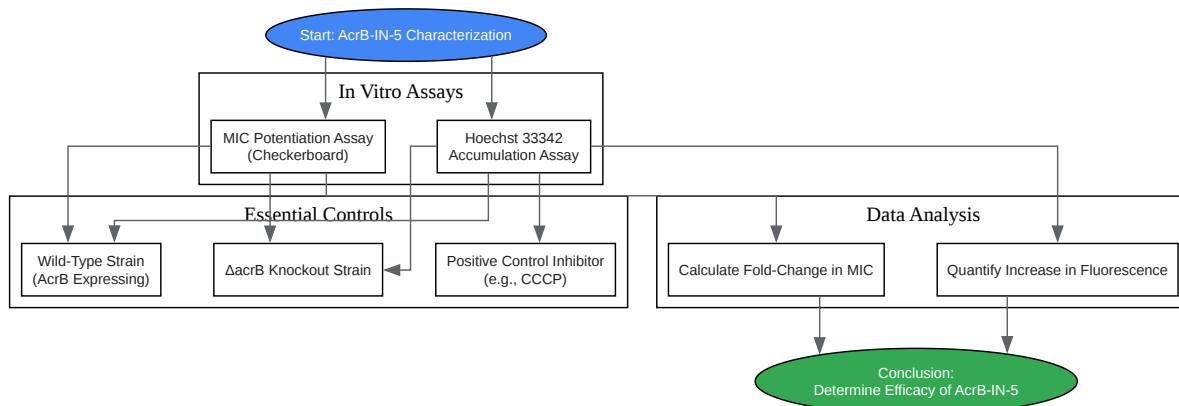 Start: AcrB-IN-5 Characterization
In Vitro Assays
MIC Potentiation Assay
(Checkerboard)
Hoechst 33342
Accumulation Assay
Essential Controls
Wild-Type Strain
(AcrB Expressing)
ΔacrB Knockout Strain
Positive Control Inhibitor
(e.g., CCCP)
Data Analysis
Calculate Fold-Change in MIC
Quantify Increase in Fluorescence
Conclusion:
Determine Efficacy of AcrB-IN-5